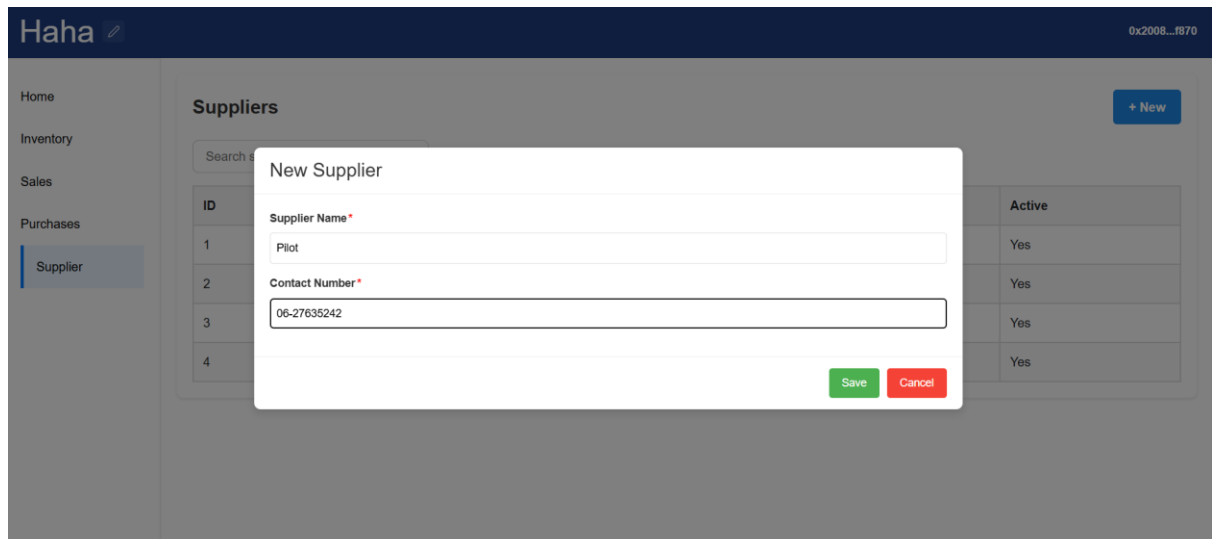 Haha
0x2008...f870
Home
Inventory
Sales
Purchases
Supplier
Suppliers
+ New
Search s
New Supplier
Supplier Name*
Pilot
Contact Number*
06-27635242
Save Cancel
ID Active
1 Yes
2 Yes
3 Yes
4 Yes